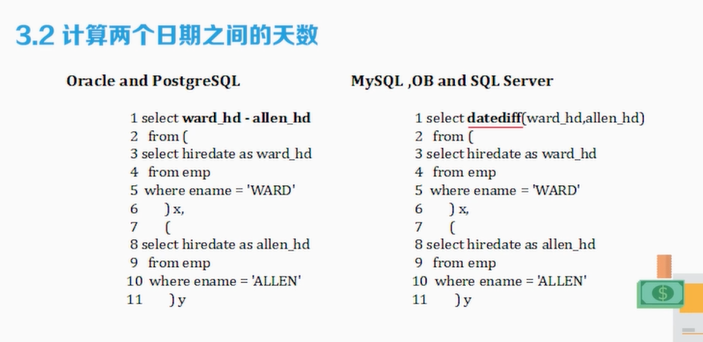 3.2 计算两个日期之间的天数
Oracle and PostgreSQL
1 select ward_hd - allen_hd
2 from (
3 select hiredate as ward_hd
4 from emp
5 where ename = 'WARD'
6 ) x,
7 (
8 select hiredate as allen_hd
9 from emp
10 where ename = 'ALLEN'
11 ) y
MySQL ,OB and SQL Server
1 select datediff(ward_hd,allen_hd)
2 from (
3 select hiredate as ward_hd
4 from emp
5 where ename = 'WARD'
6 ) x,
7 (
8 select hiredate as allen_hd
9 from emp
10 where ename = 'ALLEN'
11 ) y
$